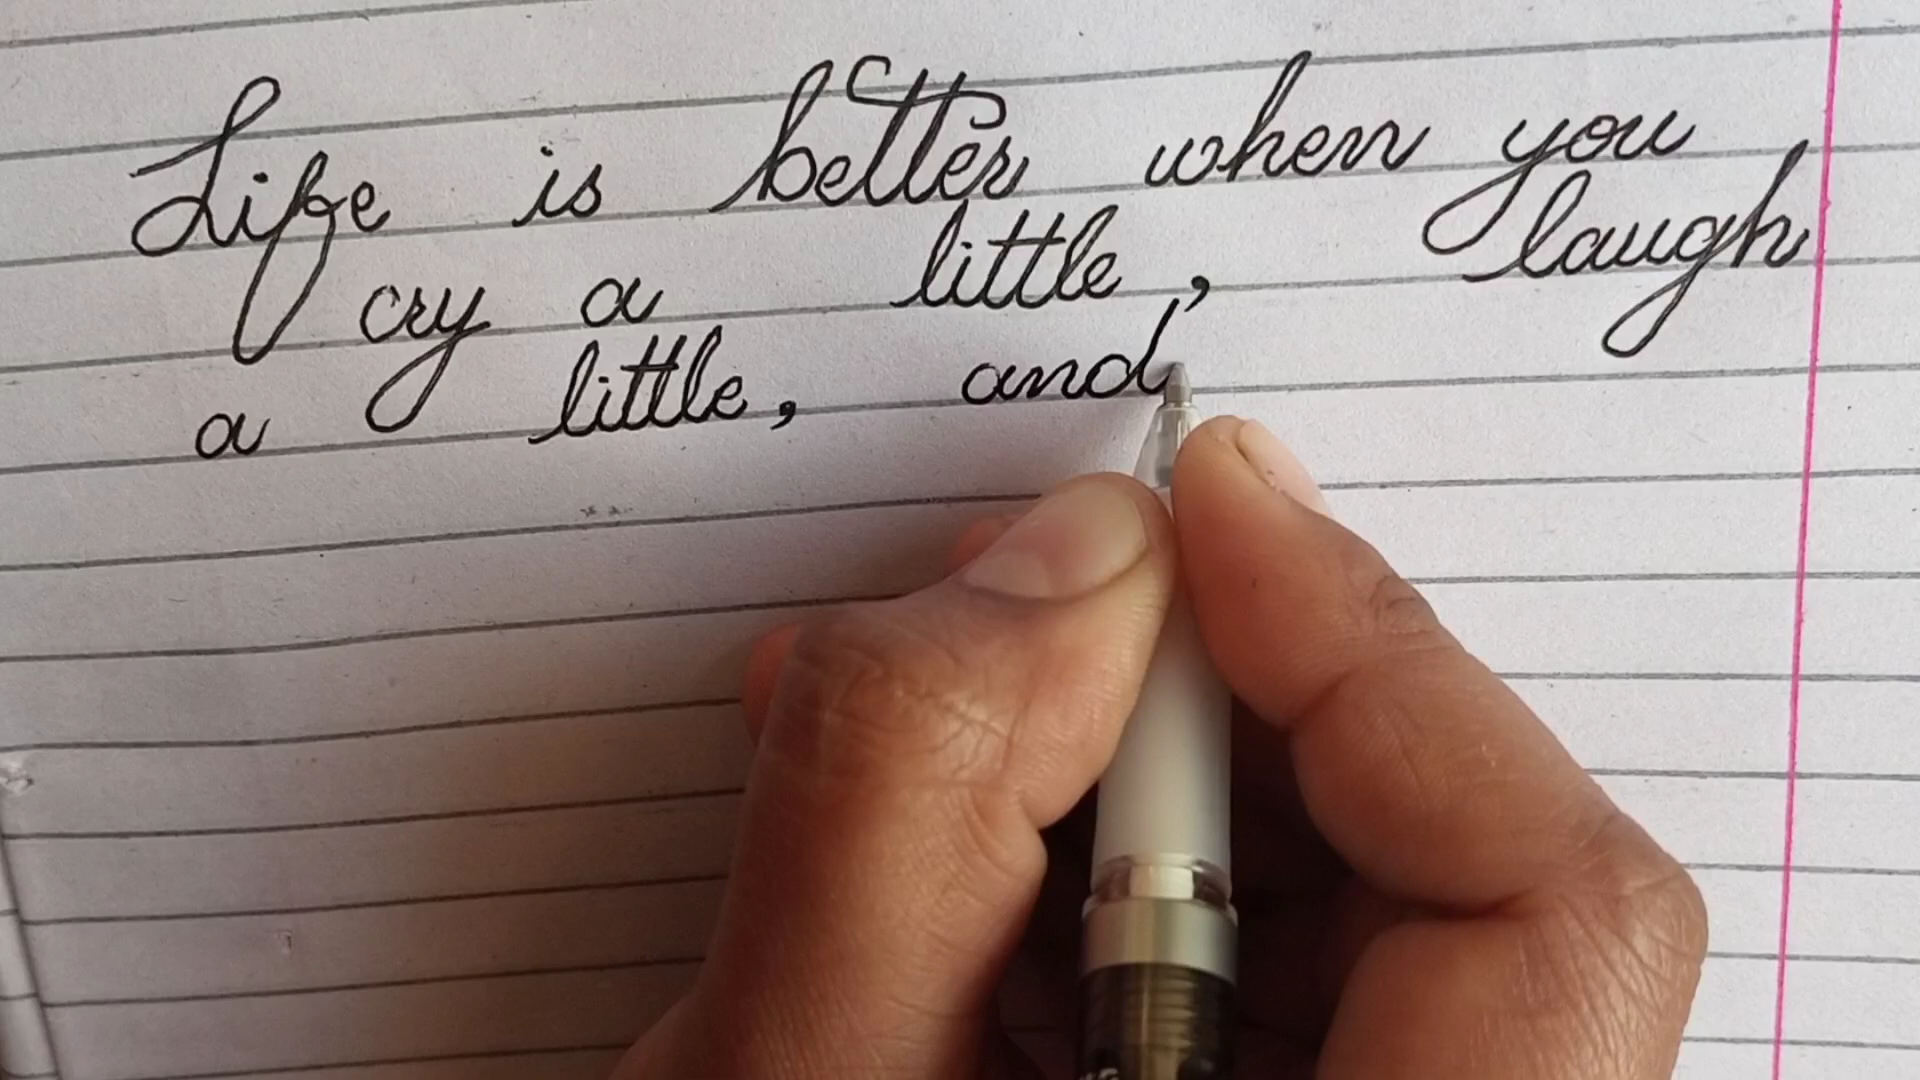 Life is better when you
cry a little, laugh
a little, and